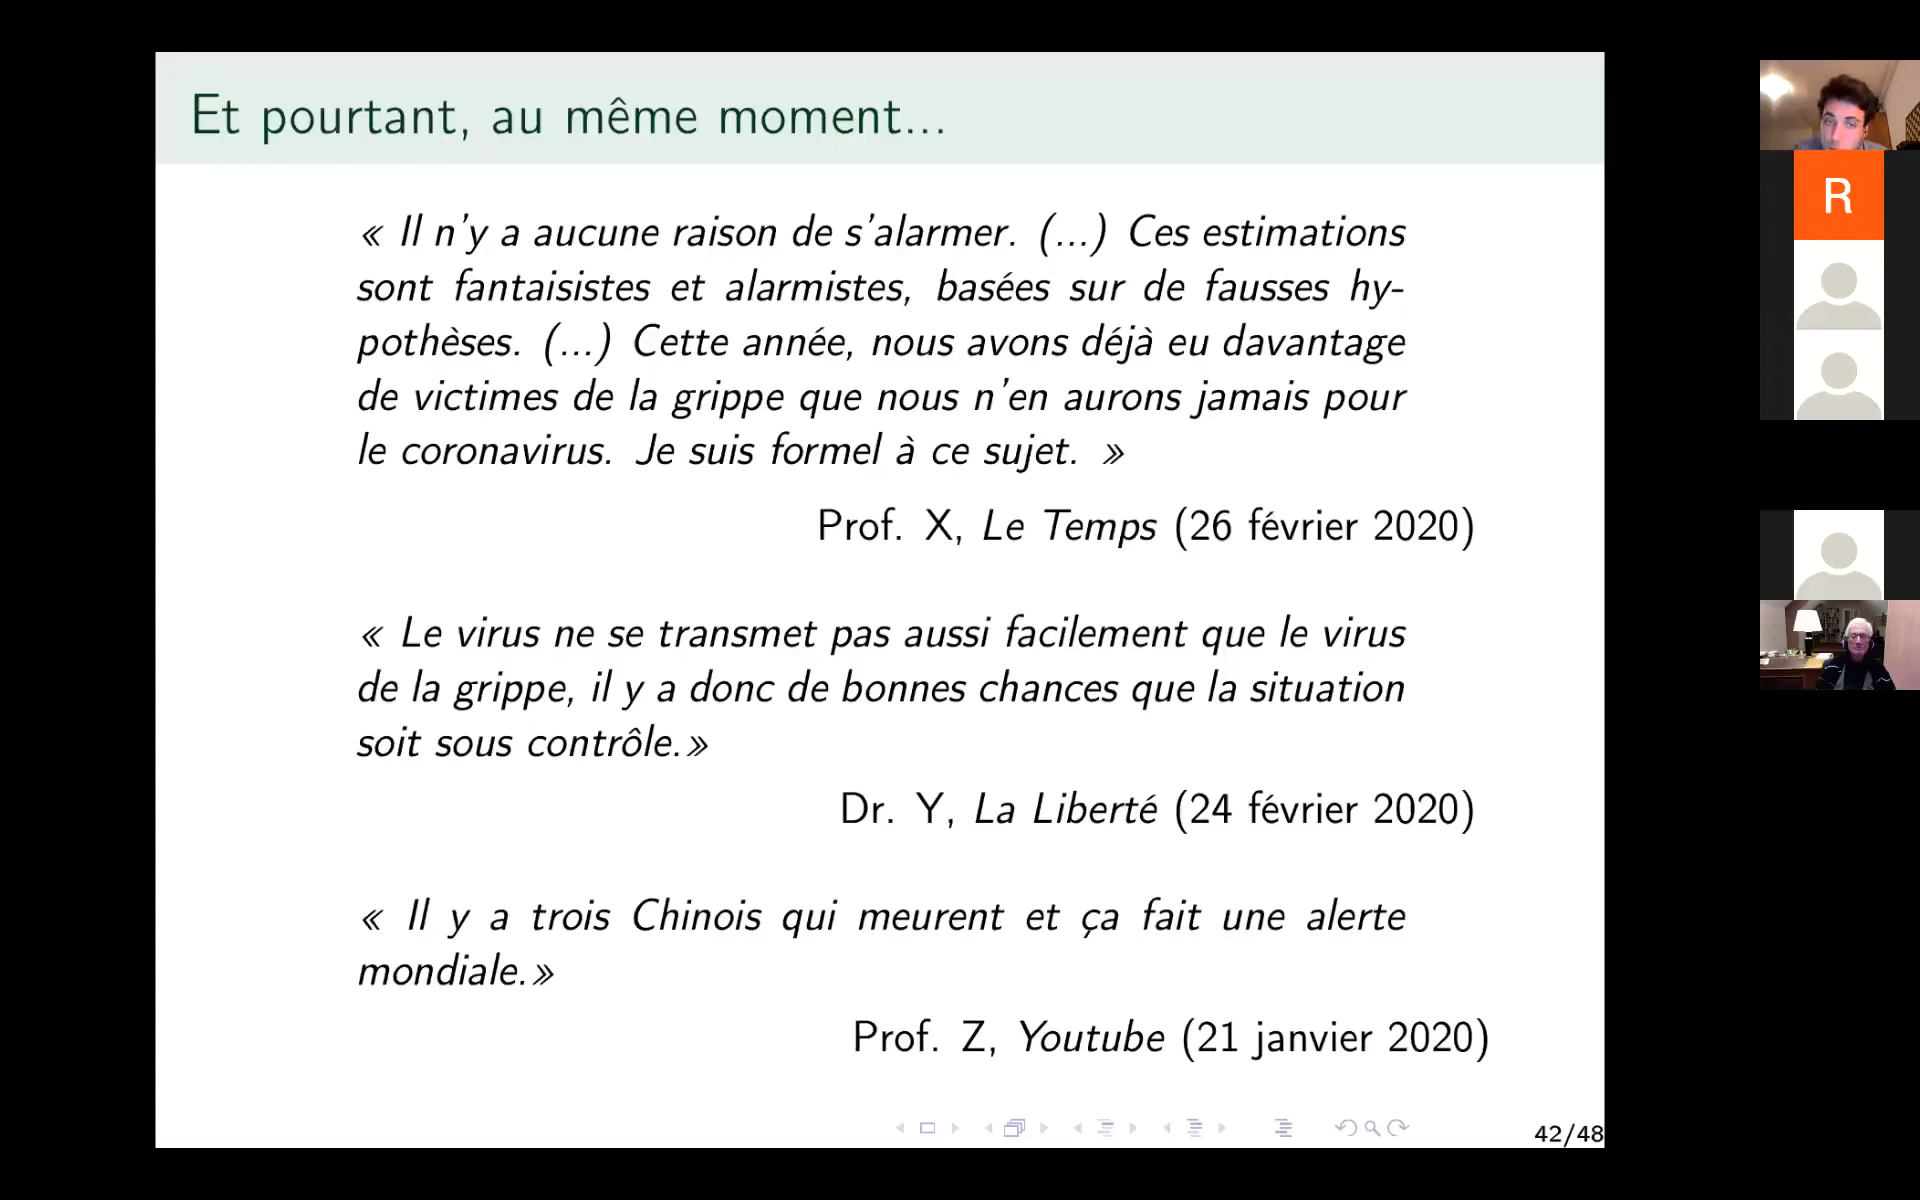 Et pourtant, au même moment...
« Il n'y a aucune raison de s'alarmer. (...) Ces estimations
sont fantaisistes et alarmistes, basées sur de fausses hy-
pothèses. (...) Cette année, nous avons déjà eu davantage
de victimes de la grippe que nous n'en aurons jamais pour
le coronavirus. Je suis formel à ce sujet. »
Prof. X, Le Temps (26 février 2020)
« Le virus ne se transmet pas aussi facilement que le virus
de la grippe, il y a donc de bonnes chances que la situation
soit sous contrôle.»
Dr. Y, La Liberté (24 février 2020)
« Il y a trois Chinois qui meurent et ça fait une alerte
mondiale.»
Prof. Z, Youtube (21 janvier 2020)
42/48
R